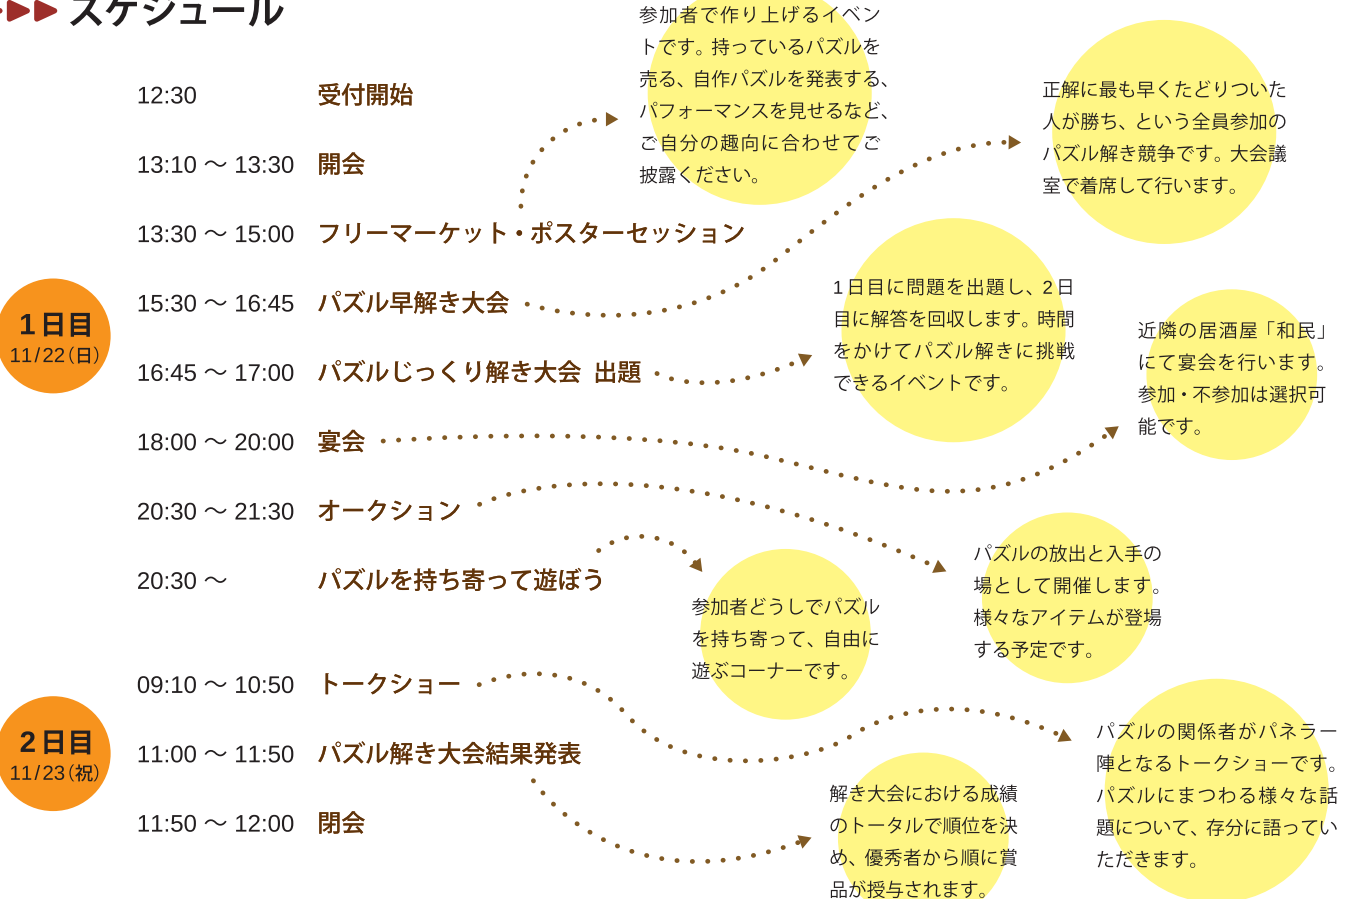 スケジュール
1日目
11/22(日)
12:30 受付開始
13:10 〜 13:30 開会
13:30 〜 15:00 フリーマーケット・ポスターセッション
参加者で作り上げるイベン
トです。持っているパズルを
売る、自作パズルを発表する、
パフォーマンスを見せるなど、
ご自分の趣向に合わせてご
披露ください。
15:30 〜 16:45 パズル早解き大会
正解に最も早くたどりついた
人が勝ち、という全員参加の
パズル解き競争です。大会議
室で着席して行います。
16:45 〜 17:00 パズルじっくり解き大会 出題
1日目に問題を出題し、2日
目に解答を回収します。時間
をかけてパズル解きに挑戦
できるイベントです。
18:00 〜 20:00 宴会
近隣の居酒屋「和民」
にて宴会を行います。
参加・不参加は選択可
能です。
20:30 〜 21:30 オークション
パズルの放出と入手の
場として開催します。
様々なアイテムが登場
する予定です。
20:30 〜 パズルを持ち寄って遊ぼう
参加者どうしでパズル
を持ち寄って、自由に
遊ぶコーナーです。
2日目
11/23(祝)
09:10 〜 10:50 トークショー
パズルの関係者がパネラー
陣となるトークショーです。
パズルにまつわる様々な話
題について、存分に語ってい
ただきます。
11:00 〜 11:50 パズル解き大会結果発表
解き大会における成績
のトータルで順位を決
め、優秀者から順に賞
品が授与されます。
11:50 〜 12:00 閉会